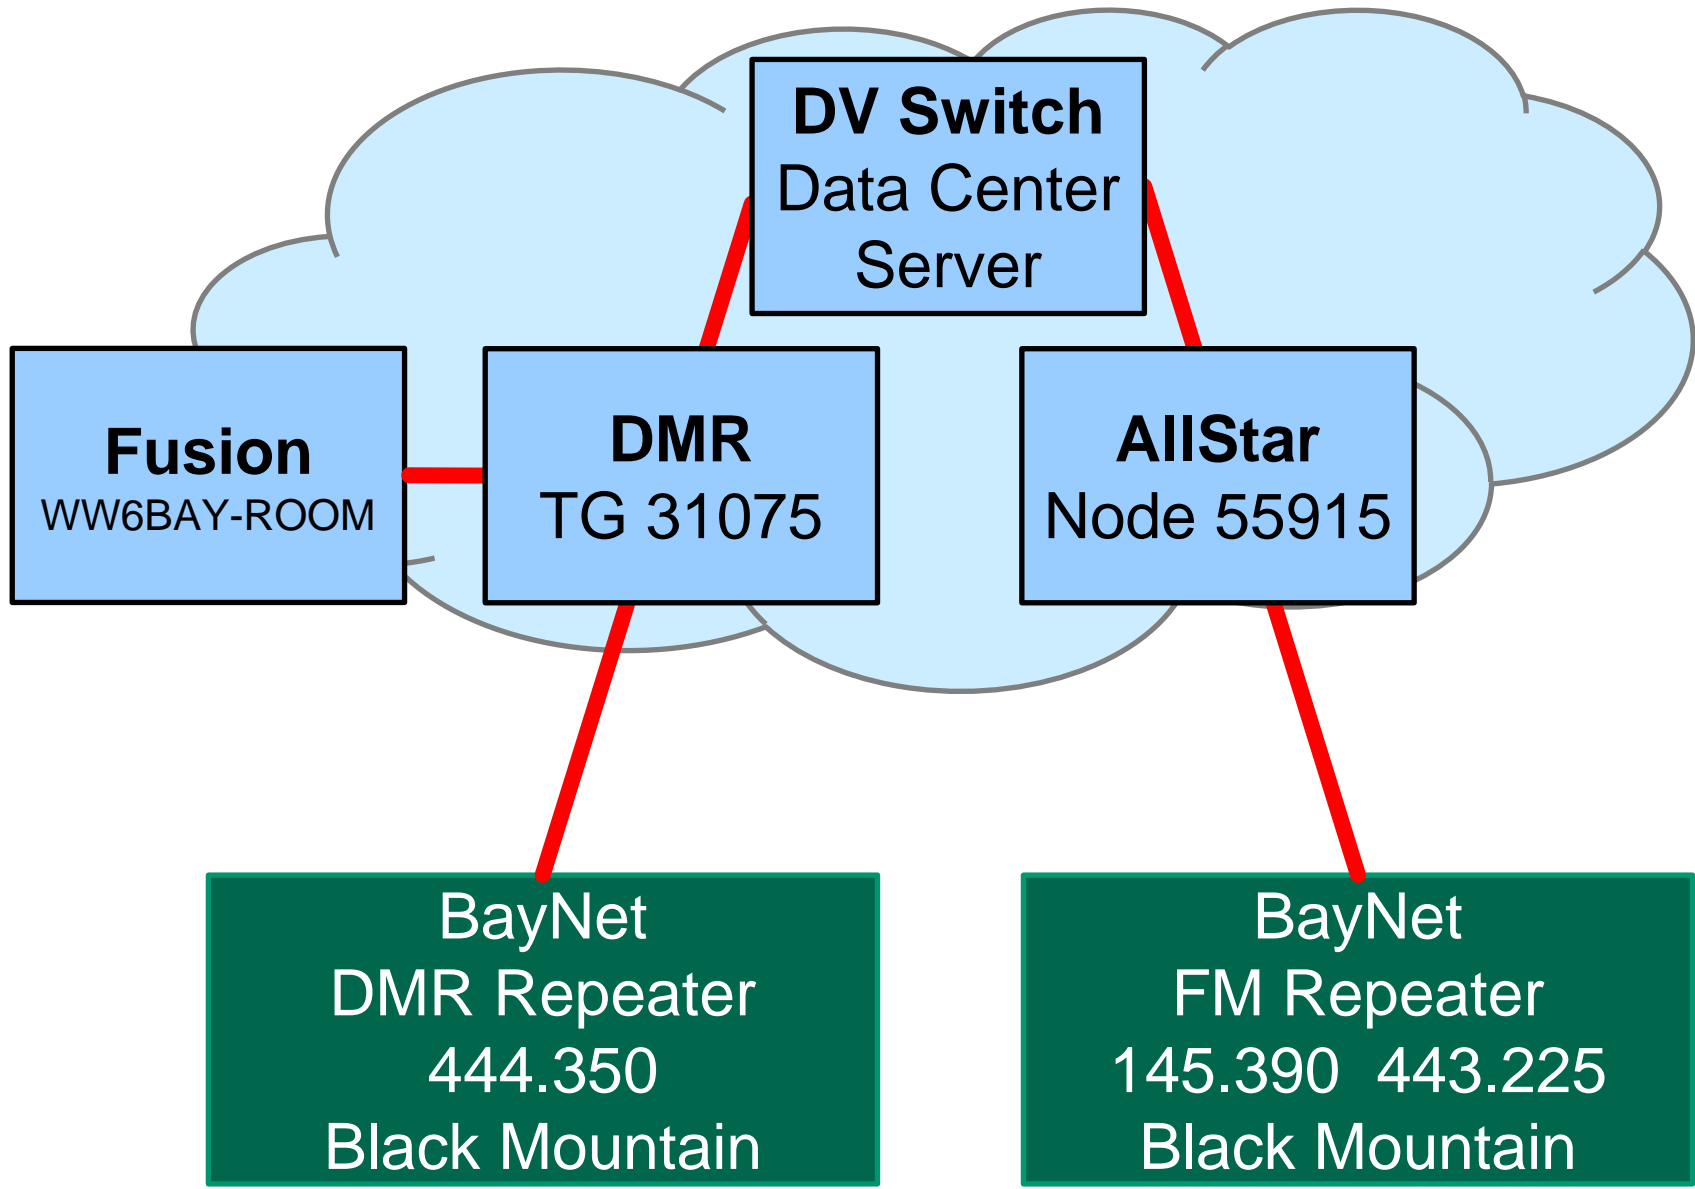 DV Switch
Data Center
Server
Fusion
WW6BAY-ROOM
DMR
TG 31075
AllStar
Node 55915
BayNet
DMR Repeater
444.350
Black Mountain
BayNet
FM Repeater
145.390  443.225
Black Mountain